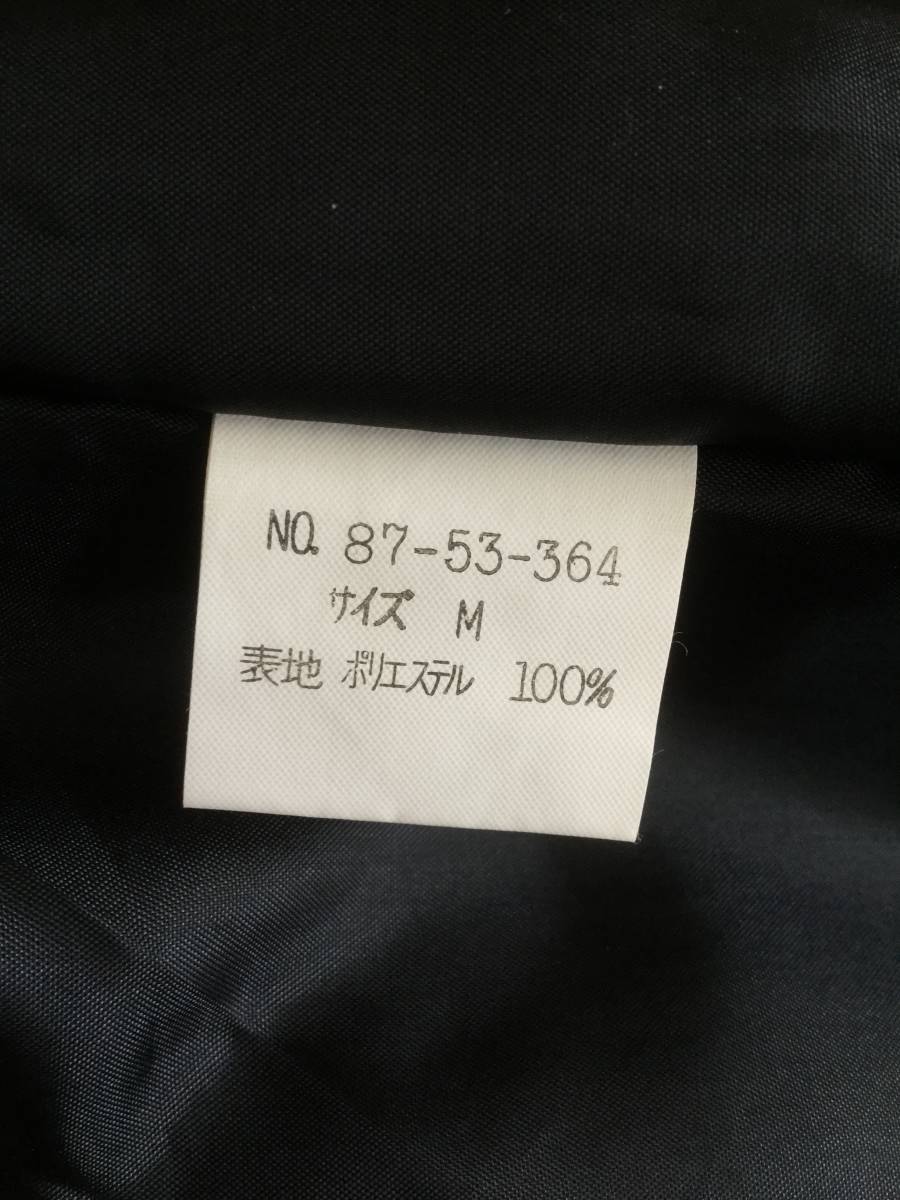 NO. 87-53-364
サイズ M
表地 ポリエステル 100%